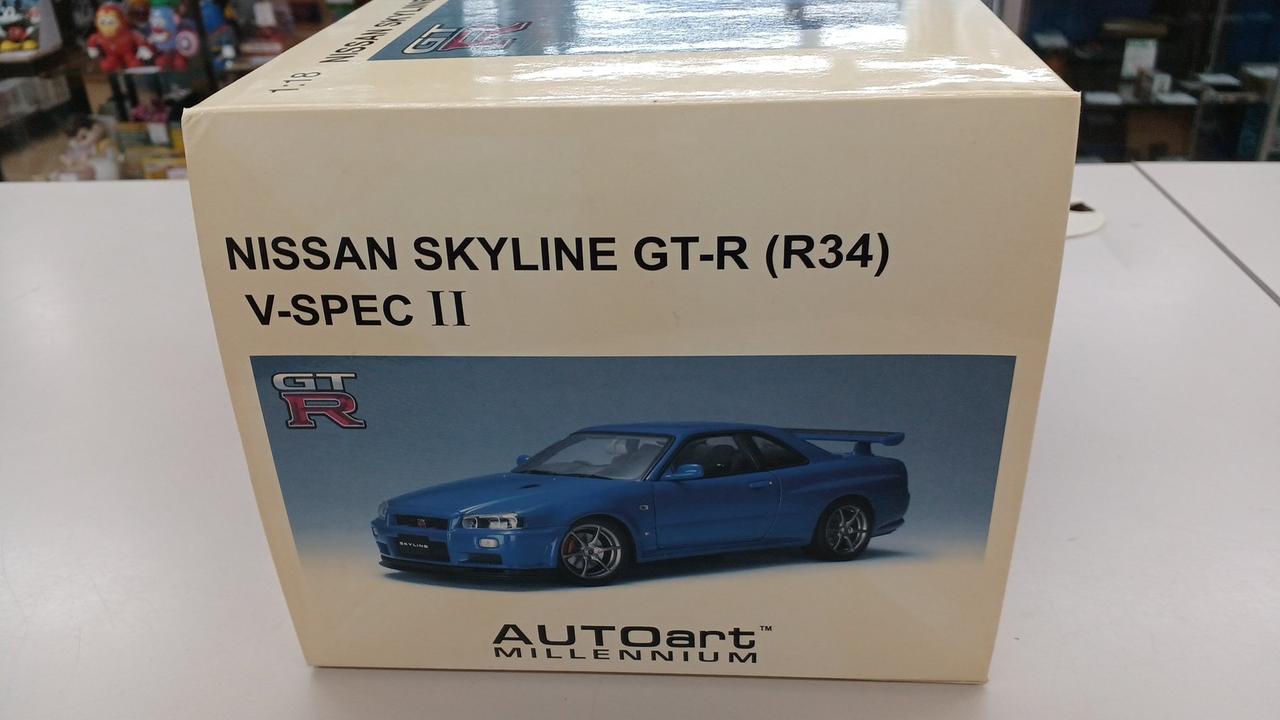 1:18 NISSAN SKYLINE
GT
R
NISSAN SKYLINE GT-R (R34)
V-SPEC II
GT
R
SKYLINE
AUTOart™
MILLENNIUM